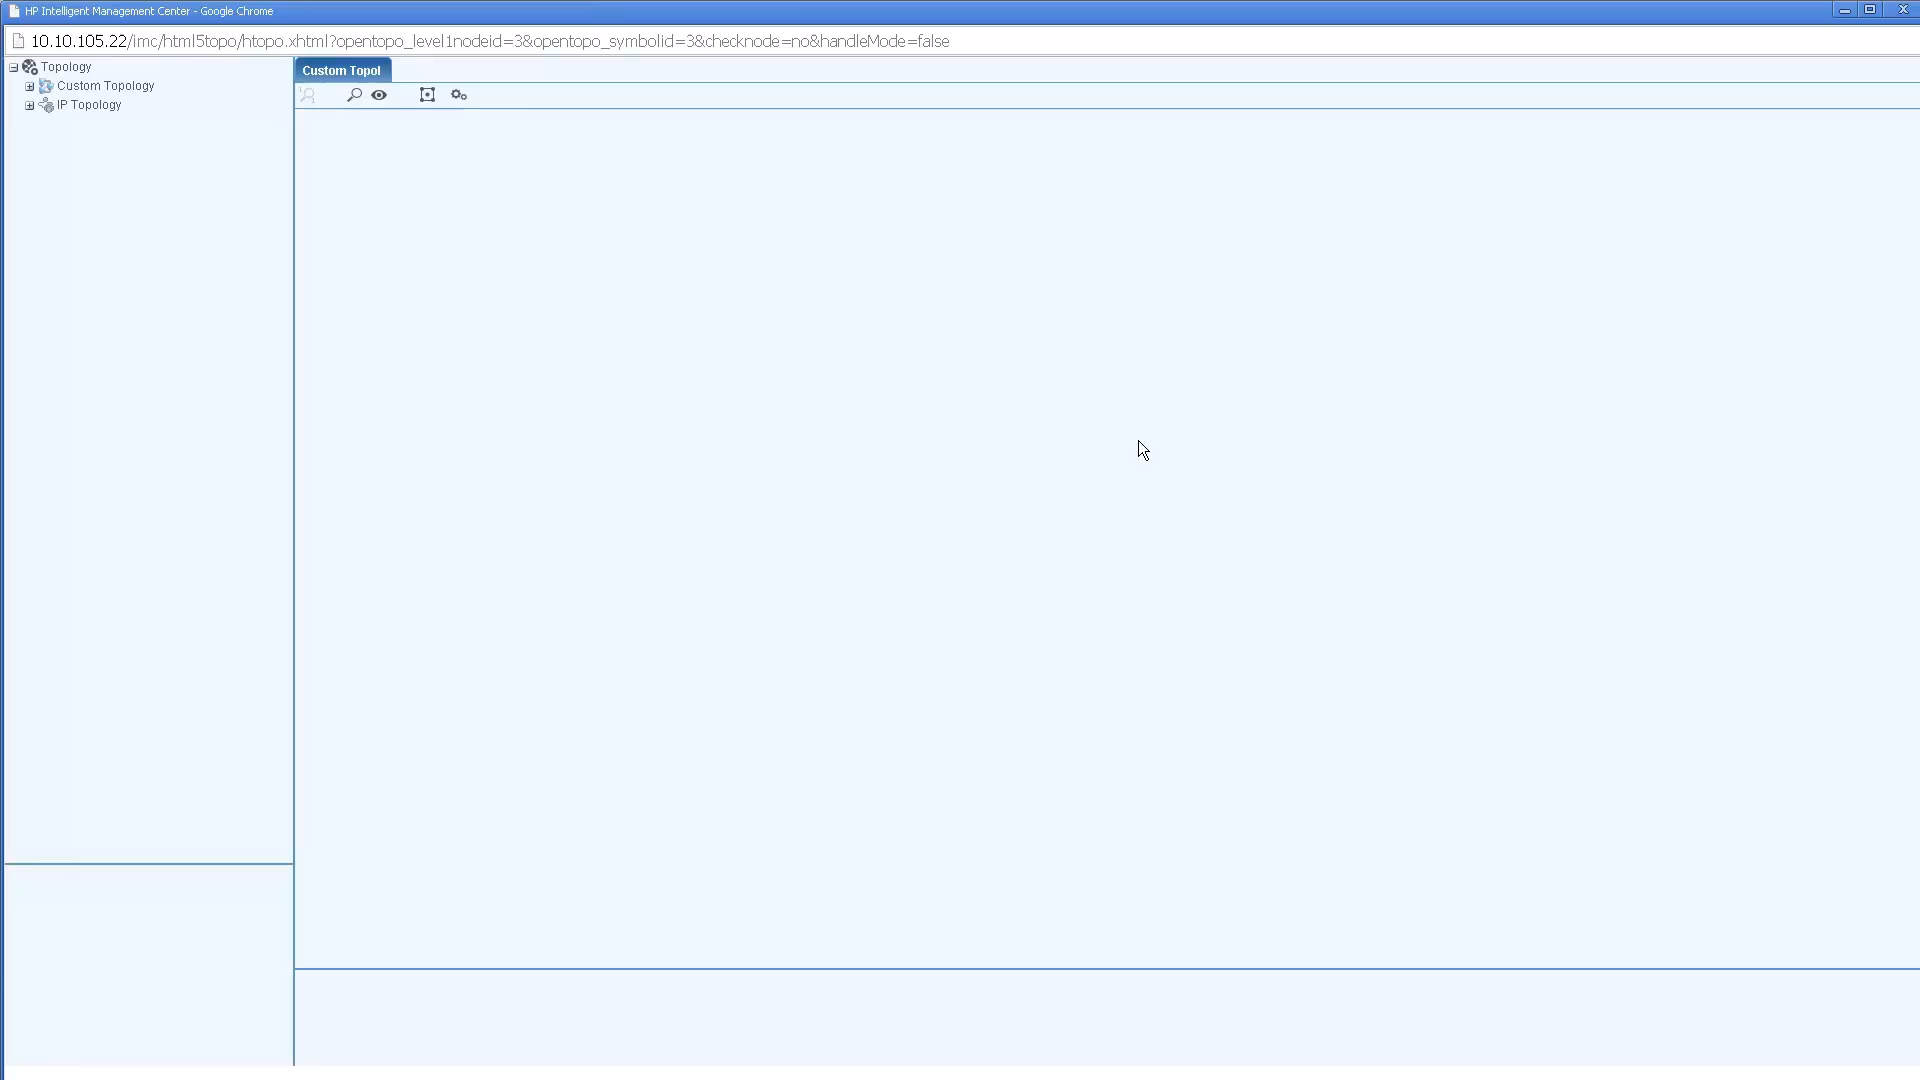 HP Intelligent Management Center - Google Chrome
10.10.105.22/imc/html5topo/htopo.xhtml?opentopo_level1nodeid=3&opentopo_symbolid=3&checknode=no&handleMode=false
Topology
Custom Topology
IP Topology
Custom Topol